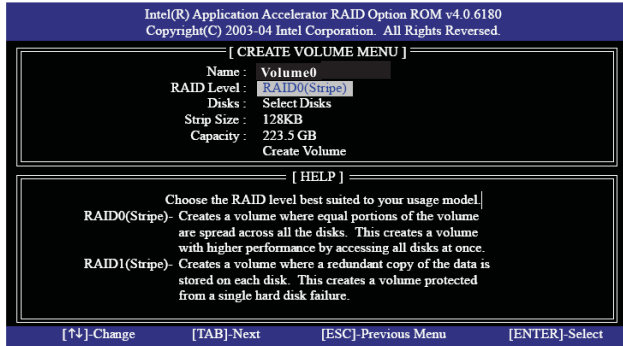 Intel(R) Application Accelerator RAID Option ROM v4.0.6180
Copyright(C) 2003-04 Intel Corporation. All Rights Reserved.
[ CREATE VOLUME MENU ]
Name : Volume0
RAID Level : RAID0(Stripe)
Disks : Select Disks
Strip Size : 128KB
Capacity : 223.5 GB
Create Volume
[ HELP ]
Choose the RAID level best suited to your usage model.
RAID0(Stripe)- Creates a volume where equal portions of the volume
are spread across all the disks. This creates a volume
with higher performance by accessing all disks at once.
RAID1(Stripe)- Creates a volume where a redundant copy of the data is
stored on each disk. This creates a volume protected
from a single hard disk failure.
[↑↓]-Change [TAB]-Next [ESC]-Previous Menu [ENTER]-Select